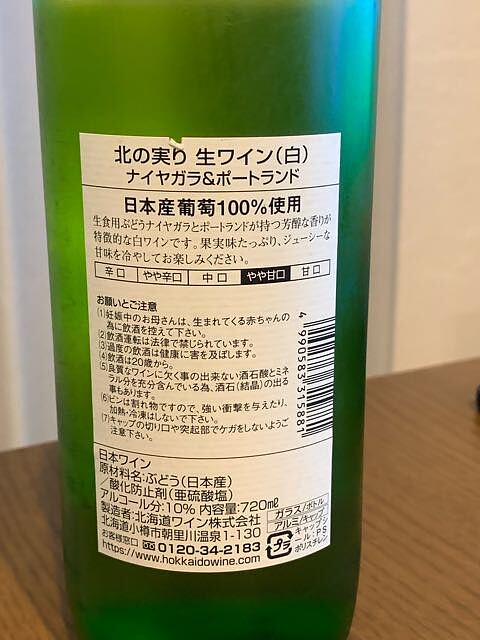 北の実り 生ワイン(白)
ナイヤガラ&ポートランド
日本産葡萄100%使用
生食用ぶどうナイヤガラとポートランドが持つ芳醇な香りが
特徴的な白ワインです。果実味たっぷり、ジューシーな
甘味を冷やしてお楽しみください。
辛口 やや辛口 中口 やや甘口 甘口
お願いとご注意
(1)妊娠中のお母さんは、生まれてくる赤ちゃんの
為に飲酒を控えて下さい。
(2)飲酒運転は法律で禁じられています。
(3)過度の飲酒は健康に害を及ぼします。
(4)飲酒は20歳から。
(5)良質なワインに欠く事の出来ない酒石酸とミネ
ラル分を充分含んでいる為、酒石(結晶)の出る
事もあります。
(6)ビンは割れ物ですので、強い衝撃を与えたり、
加熱・冷凍はしないで下さい。
(7)キャップの切り口や突起部でケガをしないようご
注意下さい。
4990583315881
日本ワイン
原材料名:ぶどう(日本産)
/酸化防止剤(亜硫酸塩)
アルコール分:10% 内容量:720㎖
製造者:北海道ワイン株式会社
北海道小樽市朝里川温泉1-130
お客様窓口 0120-34-2183
https://www.hokkaidowine.com
ガラス/ボトル
アルミ/キャップ
プラ
キャップシ
ール:PS
ポリスチレン